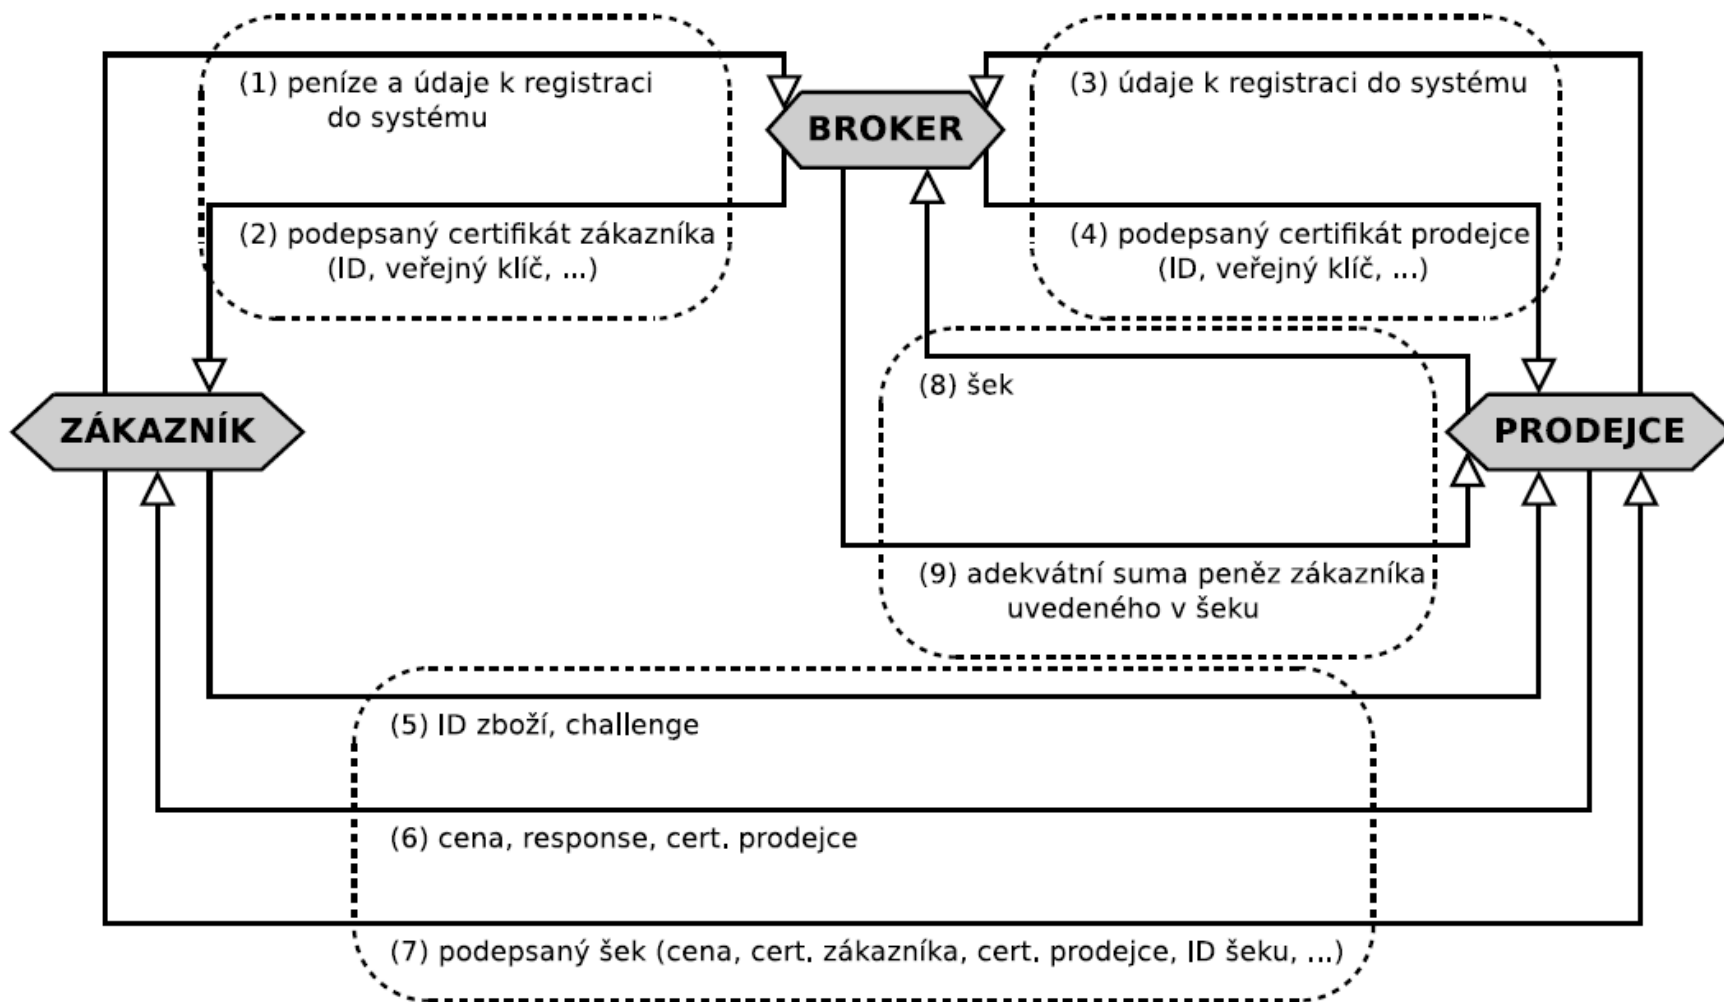 (1) peníze a údaje k registraci
do systému
(3) údaje k registraci do systému
BROKER
(2) podepsaný certifikát zákazníka
(ID, veřejný klíč, ...)
(4) podepsaný certifikát prodejce
(ID, veřejný klíč, ...)
(8) šek
ZÁKAZNÍK
PRODEJCE
(9) adekvátní suma peněz zákazníka
uvedeného v šeku
(5) ID zboží, challenge
(6) cena, response, cert. prodejce
(7) podepsaný šek (cena, cert. zákazníka, cert. prodejce, ID šeku, ...)